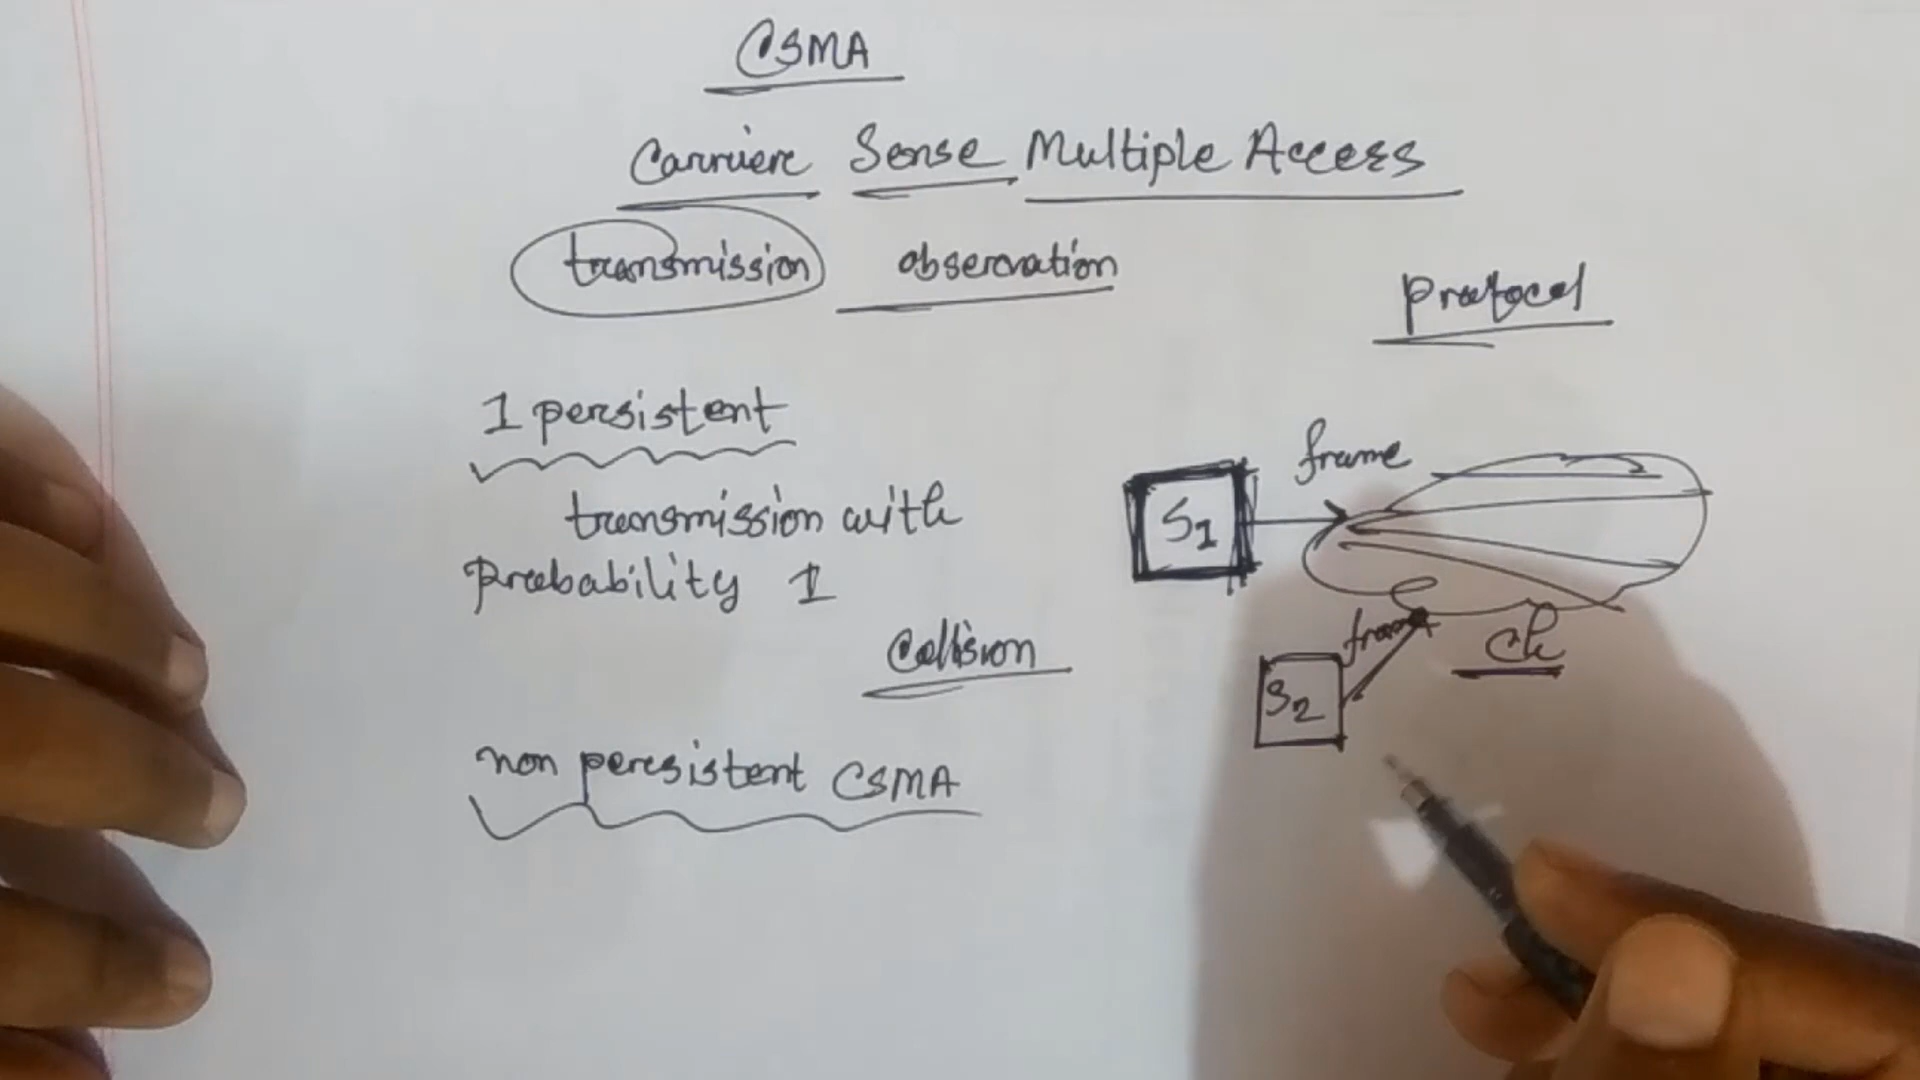 CSMA
Carrier Sense Multiple Access
transmission observation
protocol
1 persistent
frame
S1
transmission with
probability 1
frame
Collision
ch
S2
non persistent CSMA